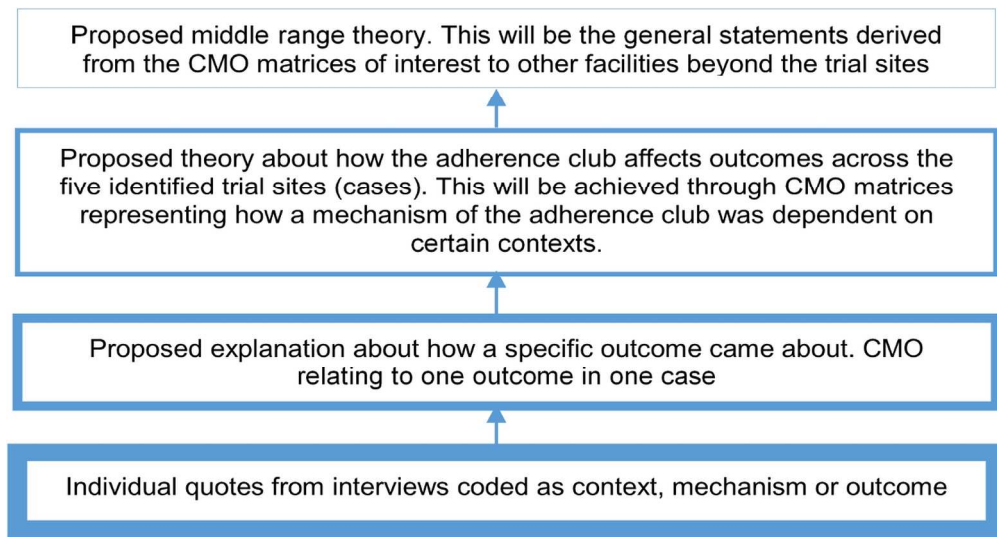 Proposed middle range theory. This will be the general statements derived
from the CMO matrices of interest to other facilities beyond the trial sites
Proposed theory about how the adherence club affects outcomes across the
five identified trial sites (cases). This will be achieved through CMO matrices
representing how a mechanism of the adherence club was dependent on
certain contexts.
Proposed explanation about how a specific outcome came about. CMO
relating to one outcome in one case
Individual quotes from interviews coded as context, mechanism or outcome